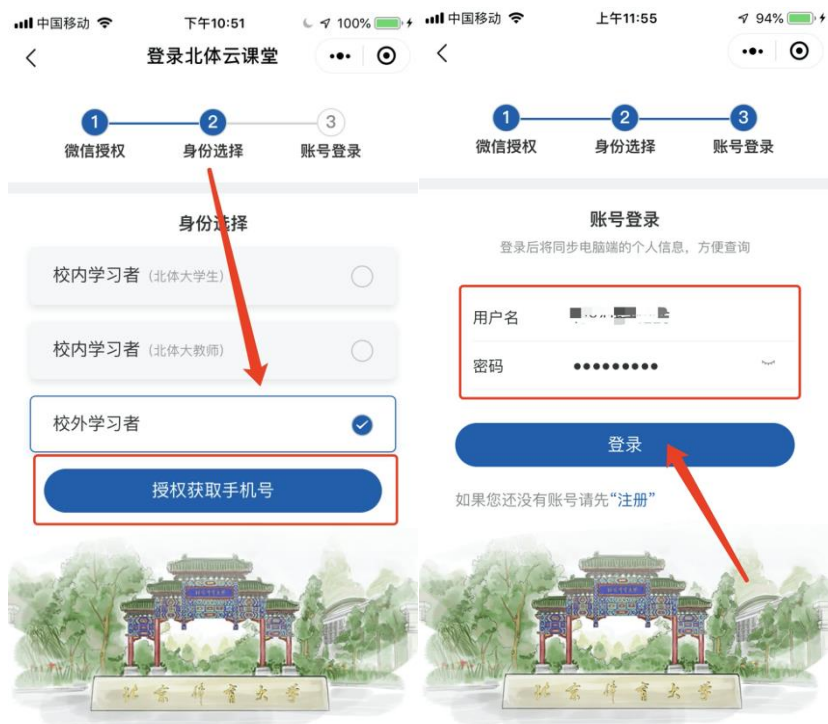 中国移动 下午10:51 100%
登录北体云课堂
1 2 3
微信授权 身份选择 账号登录
身份选择
校内学习者 (北体大学生)
校内学习者 (北体大教师)
校外学习者
授权获取手机号
北京体育大学
中国移动 上午11:55 94%
1 2 3
微信授权 身份选择 账号登录
账号登录
登录后将同步电脑端的个人信息、方便查询
用户名
密码 •••••••••
登录
如果您还没有账号请先“注册”
北京体育大学